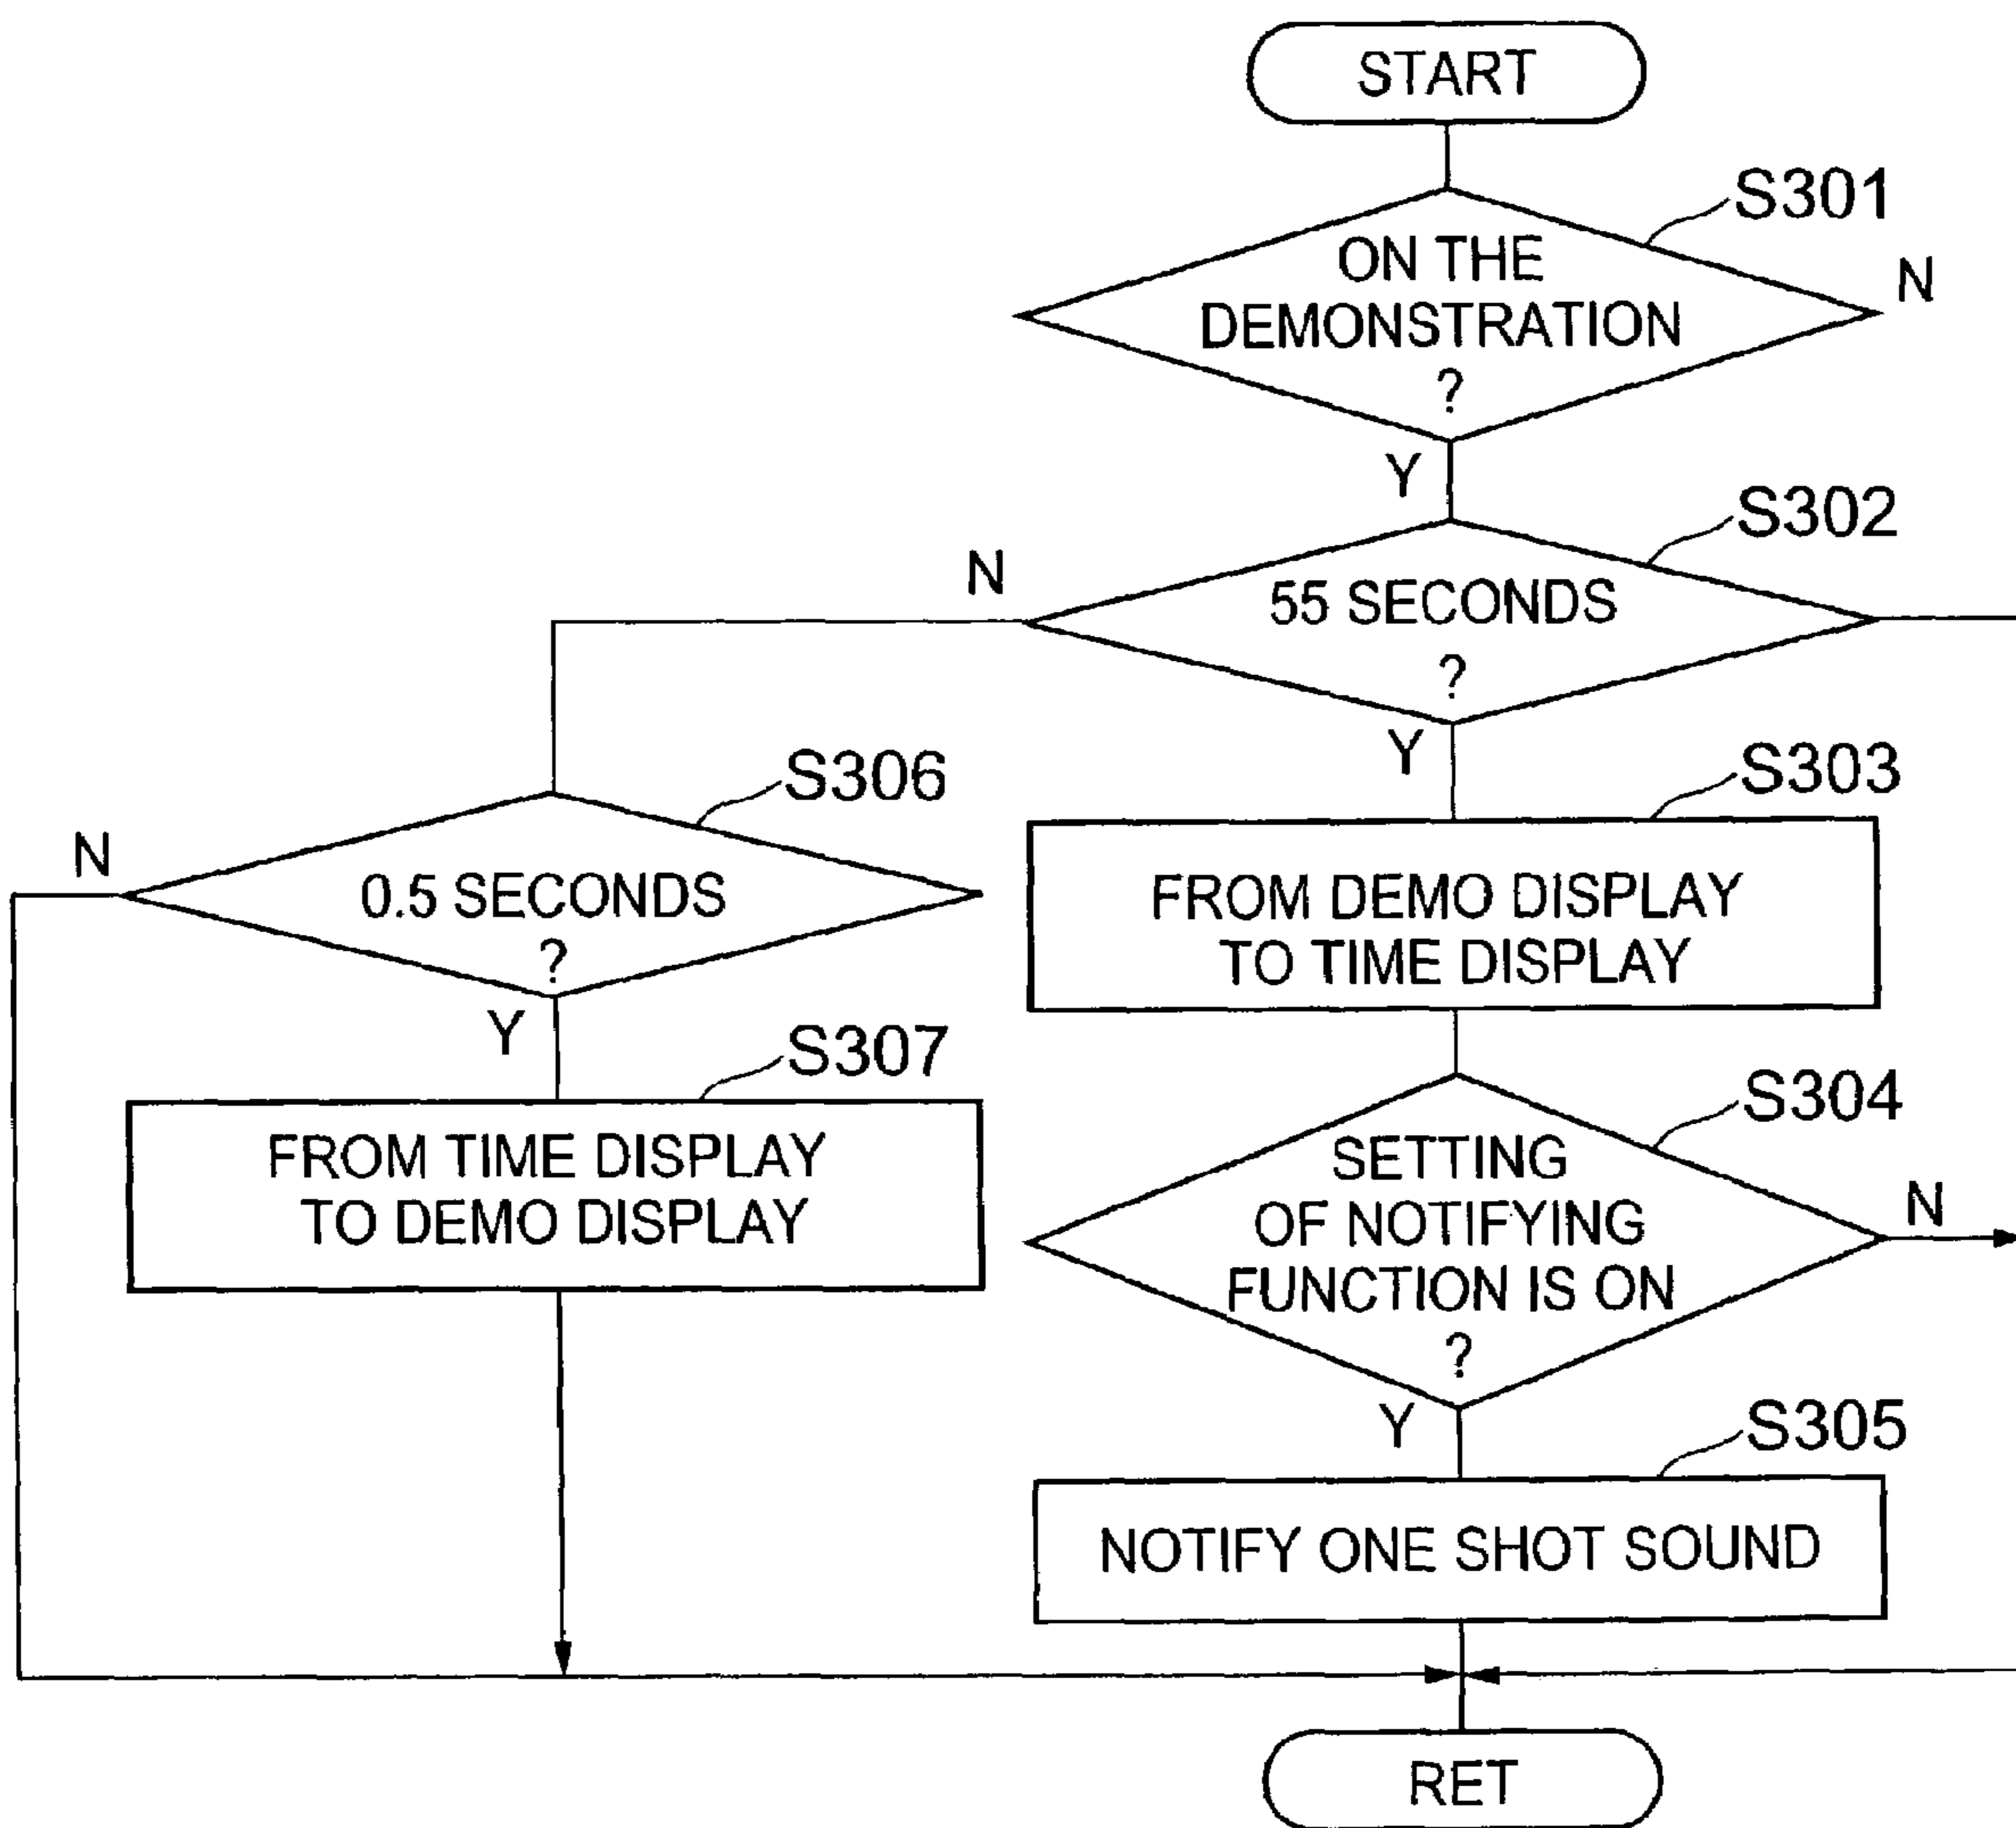 START
S301
ON THE
DEMONSTRATION
?
N
Y
S302
N
55 SECONDS
?
Y
S306
S303
N
0.5 SECONDS
?
FROM DEMO DISPLAY
TO TIME DISPLAY
Y
S307
FROM TIME DISPLAY
TO DEMO DISPLAY
S304
SETTING
OF NOTIFYING
FUNCTION IS ON
?
N
Y
S305
NOTIFY ONE SHOT SOUND
RET